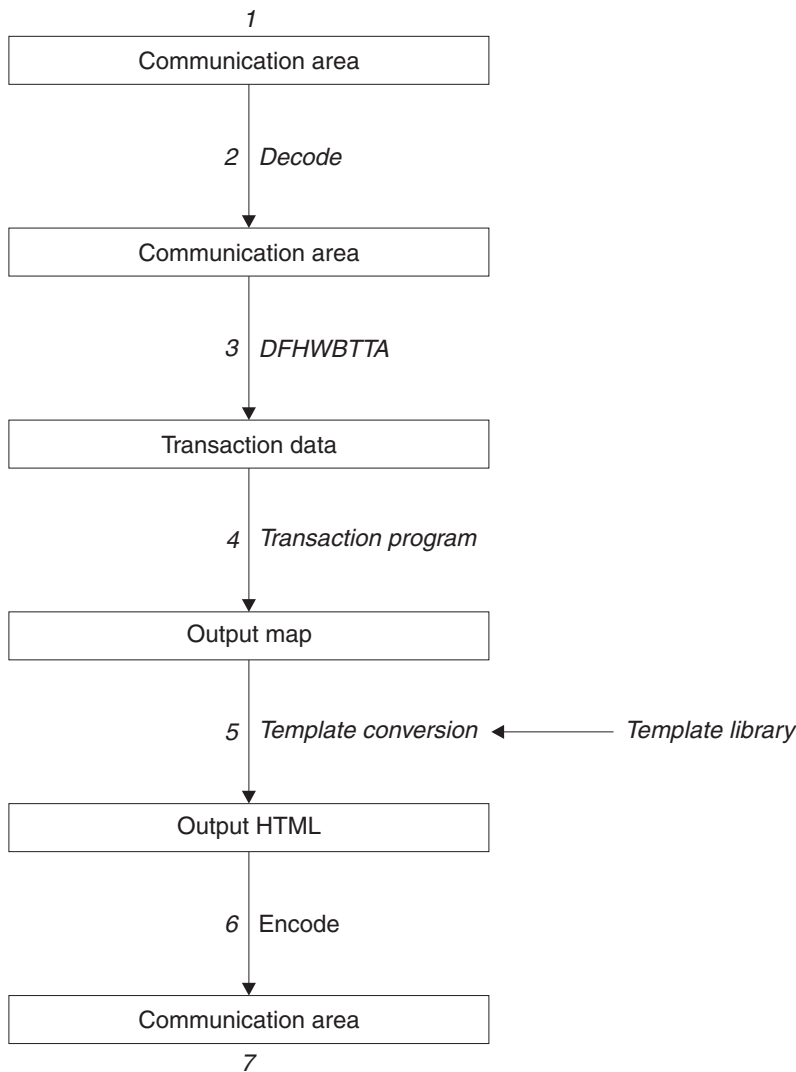 1
Communication area
2 Decode
Communication area
3 DFHWBTTA
Transaction data
4 Transaction program
Output map
5 Template conversion Template library
Output HTML
6 Encode
Communication area
7